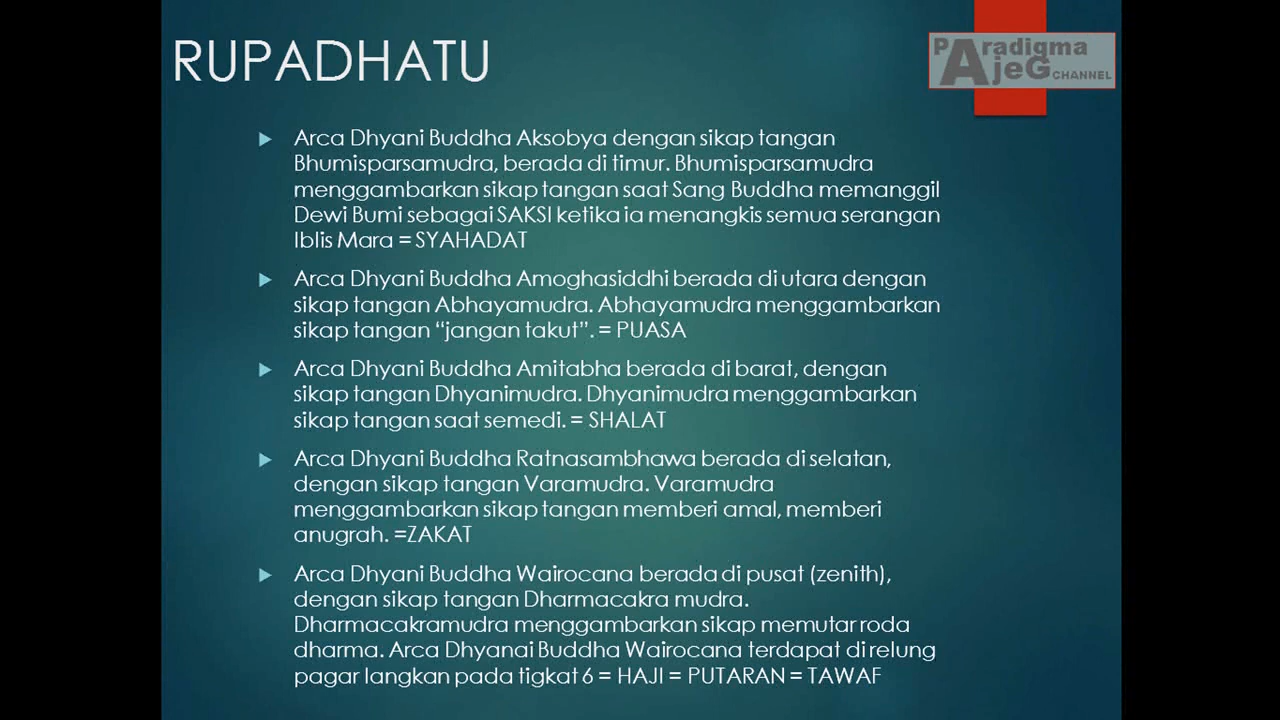 RUPADHATU
Paradigma
AjeG CHANNEL
Arca Dhyani Buddha Aksobya dengan sikap tangan
Bhumisparsamudra, berada di timur. Bhumisparsamudra
menggambarkan sikap tangan saat Sang Buddha memanggil
Dewi Bumi sebagai SAKSI ketika ia menangkis semua serangan
Iblis Mara = SYAHADAT
Arca Dhyani Buddha Amoghasiddhi berada di utara dengan
sikap tangan Abhayamudra. Abhayamudra menggambarkan
sikap tangan “jangan takut”. = PUASA
Arca Dhyani Buddha Amitabha berada di barat, dengan
sikap tangan Dhyanimudra. Dhyanimudra menggambarkan
sikap tangan saat semedi. = SHALAT
Arca Dhyani Buddha Ratnasambhawa berada di selatan,
dengan sikap tangan Varamudra. Varamudra
menggambarkan sikap tangan memberi amal, memberi
anugrah. =ZAKAT
Arca Dhyani Buddha Wairocana berada di pusat (zenith),
dengan sikap tangan Dharmacakra mudra.
Dharmacakramudra menggambarkan sikap memutar roda
dharma. Arca Dhyanai Buddha Wairocana terdapat di relung
pagar langkan pada tigkat 6 = HAJI = PUTARAN = TAWAF